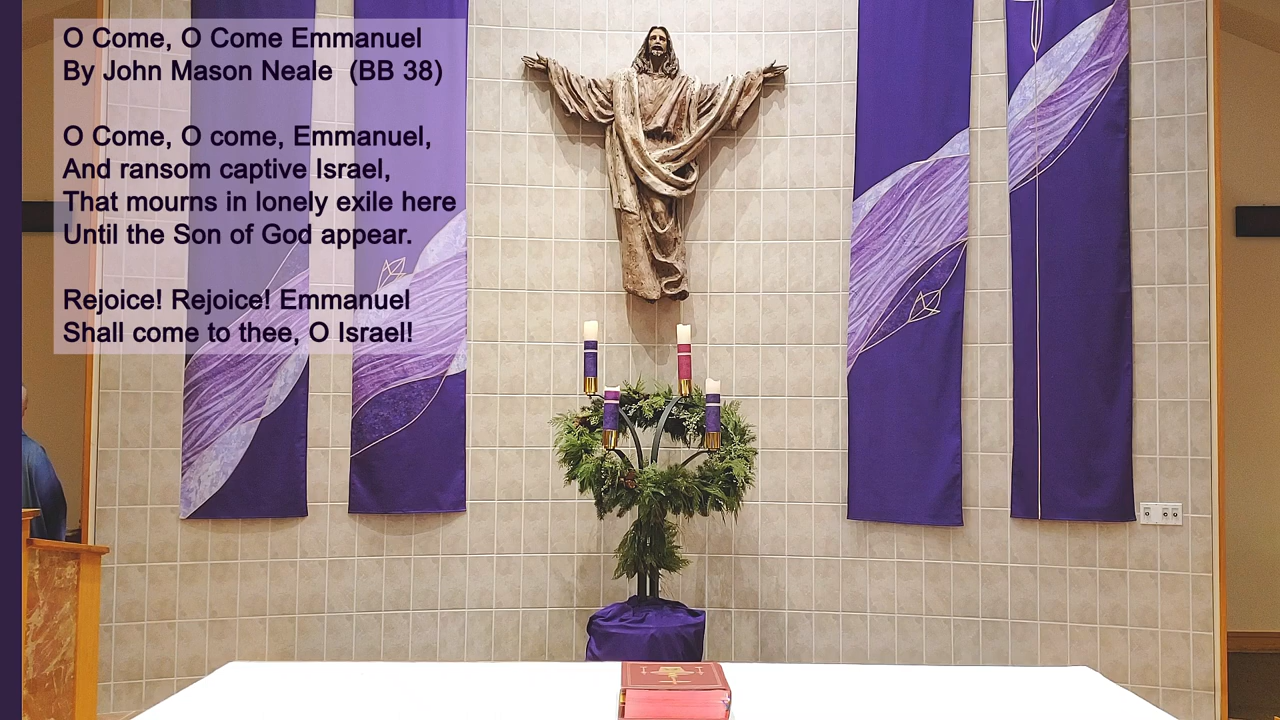 O Come, O Come Emmanuel
By John Mason Neale (BB 38)
O Come, O come, Emmanuel,
And ransom captive Israel,
That mourns in lonely exile here
Until the Son of God appear.
Rejoice! Rejoice! Emmanuel
Shall come to thee, O Israel!